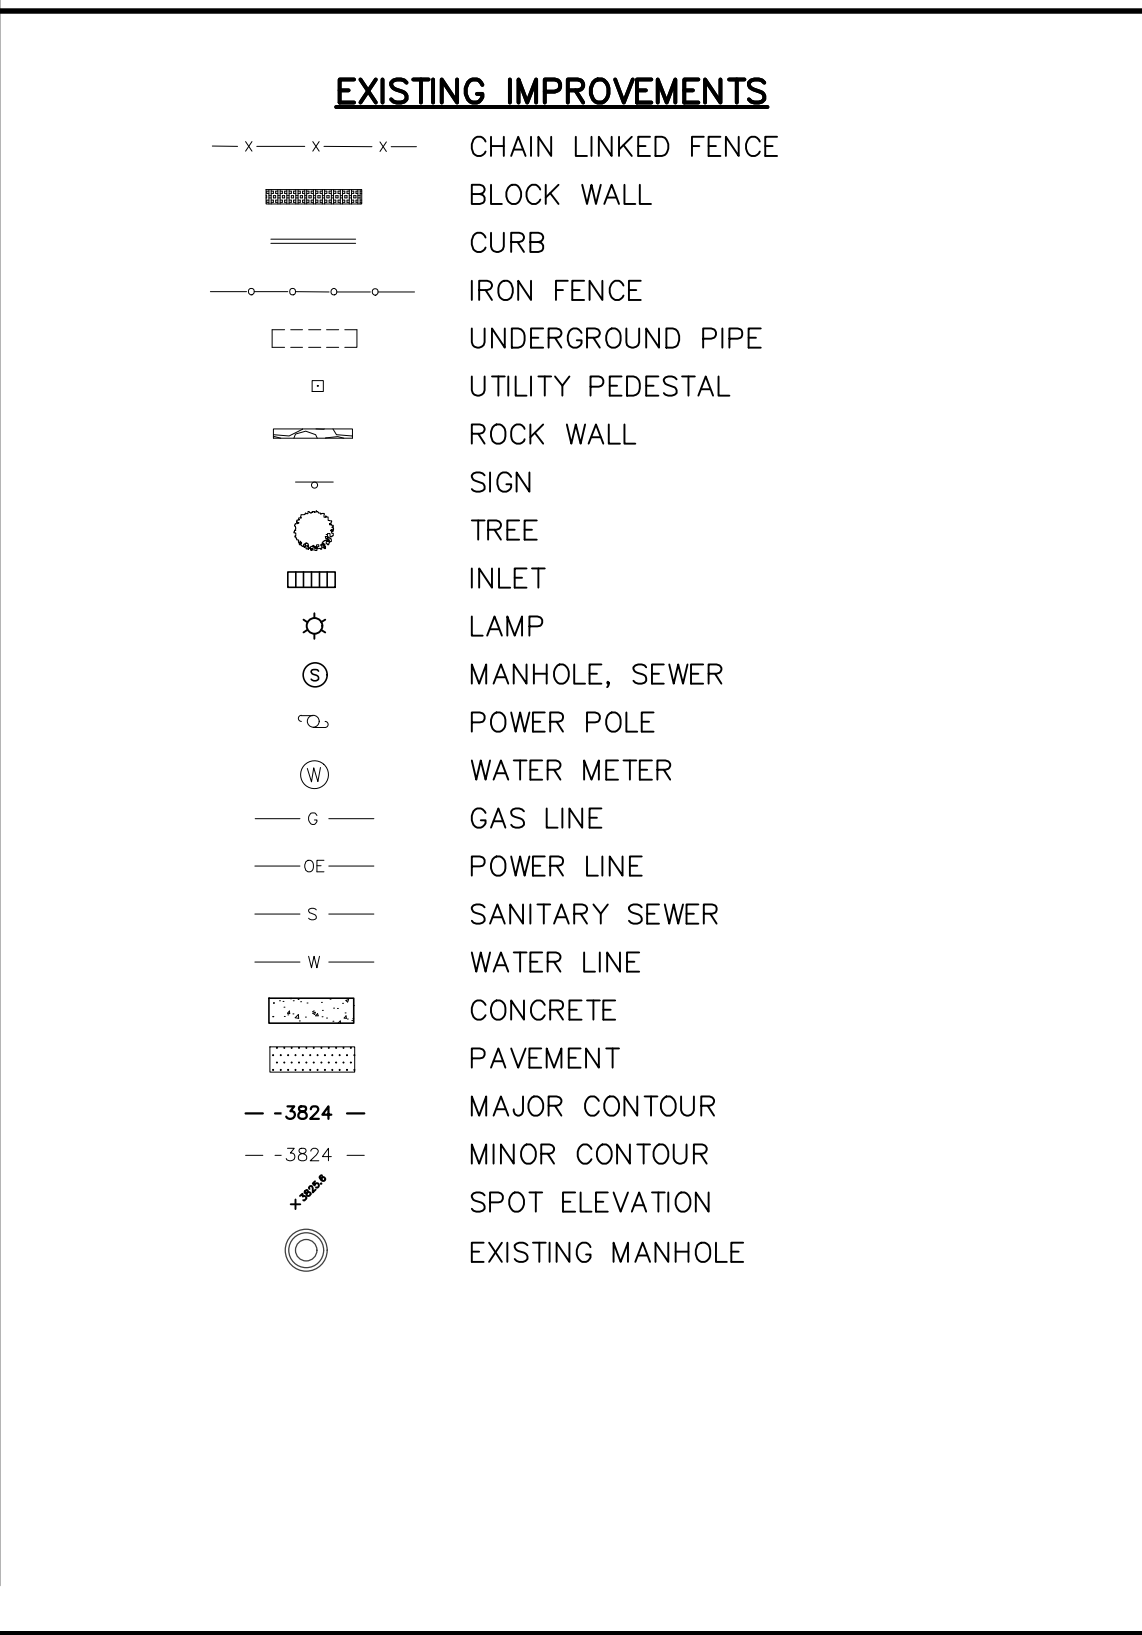 EXISTING IMPROVEMENTS
X X X CHAIN LINKED FENCE
BLOCK WALL
CURB
IRON FENCE
UNDERGROUND PIPE
UTILITY PEDESTAL
ROCK WALL
SIGN
TREE
INLET
LAMP
S MANHOLE, SEWER
POWER POLE
W WATER METER
G GAS LINE
OE POWER LINE
S SANITARY SEWER
W WATER LINE
CONCRETE
PAVEMENT
-3824 MAJOR CONTOUR
-3824 MINOR CONTOUR
3825.6 SPOT ELEVATION
EXISTING MANHOLE